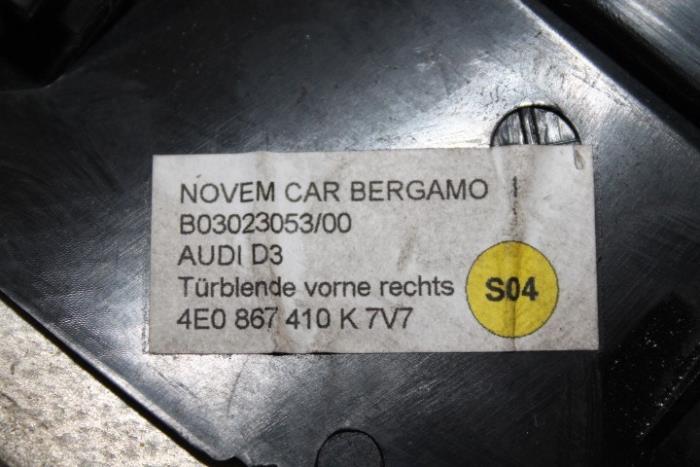 NOVEM CAR BERGAMO I
B03023053/00
AUDI D3
Türblende vorne rechts
S04
4E0 867 410 K 7V7